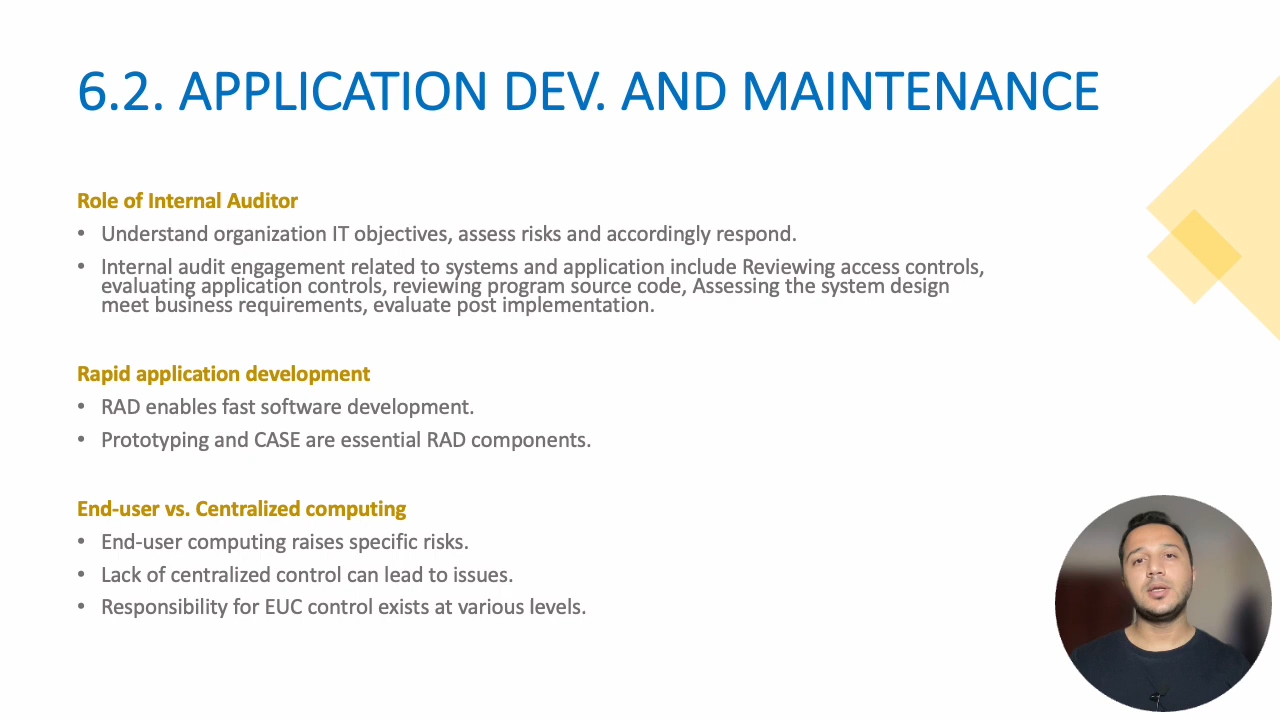 6.2. APPLICATION DEV. AND MAINTENANCE
Role of Internal Auditor
• Understand organization IT objectives, assess risks and accordingly respond.
• Internal audit engagement related to systems and application include Reviewing access controls,
evaluating application controls, reviewing program source code, Assessing the system design
meet business requirements, evaluate post implementation.
Rapid application development
• RAD enables fast software development.
• Prototyping and CASE are essential RAD components.
End-user vs. Centralized computing
• End-user computing raises specific risks.
• Lack of centralized control can lead to issues.
• Responsibility for EUC control exists at various levels.